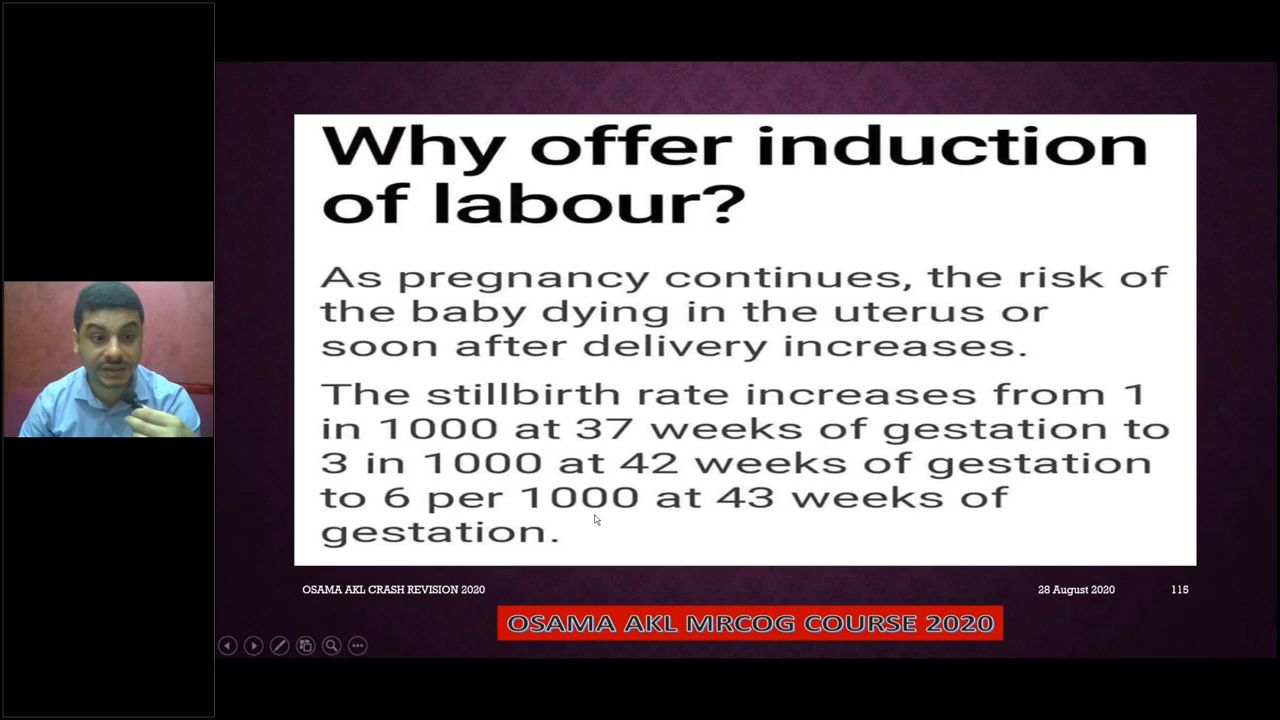 Why offer induction
of labour?
As pregnancy continues, the risk of
the baby dying in the uterus or
soon after delivery increases.
The stillbirth rate increases from 1
in 1000 at 37 weeks of gestation to
3 in 1000 at 42 weeks of gestation
to 6 per 1000 at 43 weeks of
gestation.
OSAMA AKL CRASH REVISION 2020
28 August 2020
115
OSAMA AKL MRCOG COURSE 2020